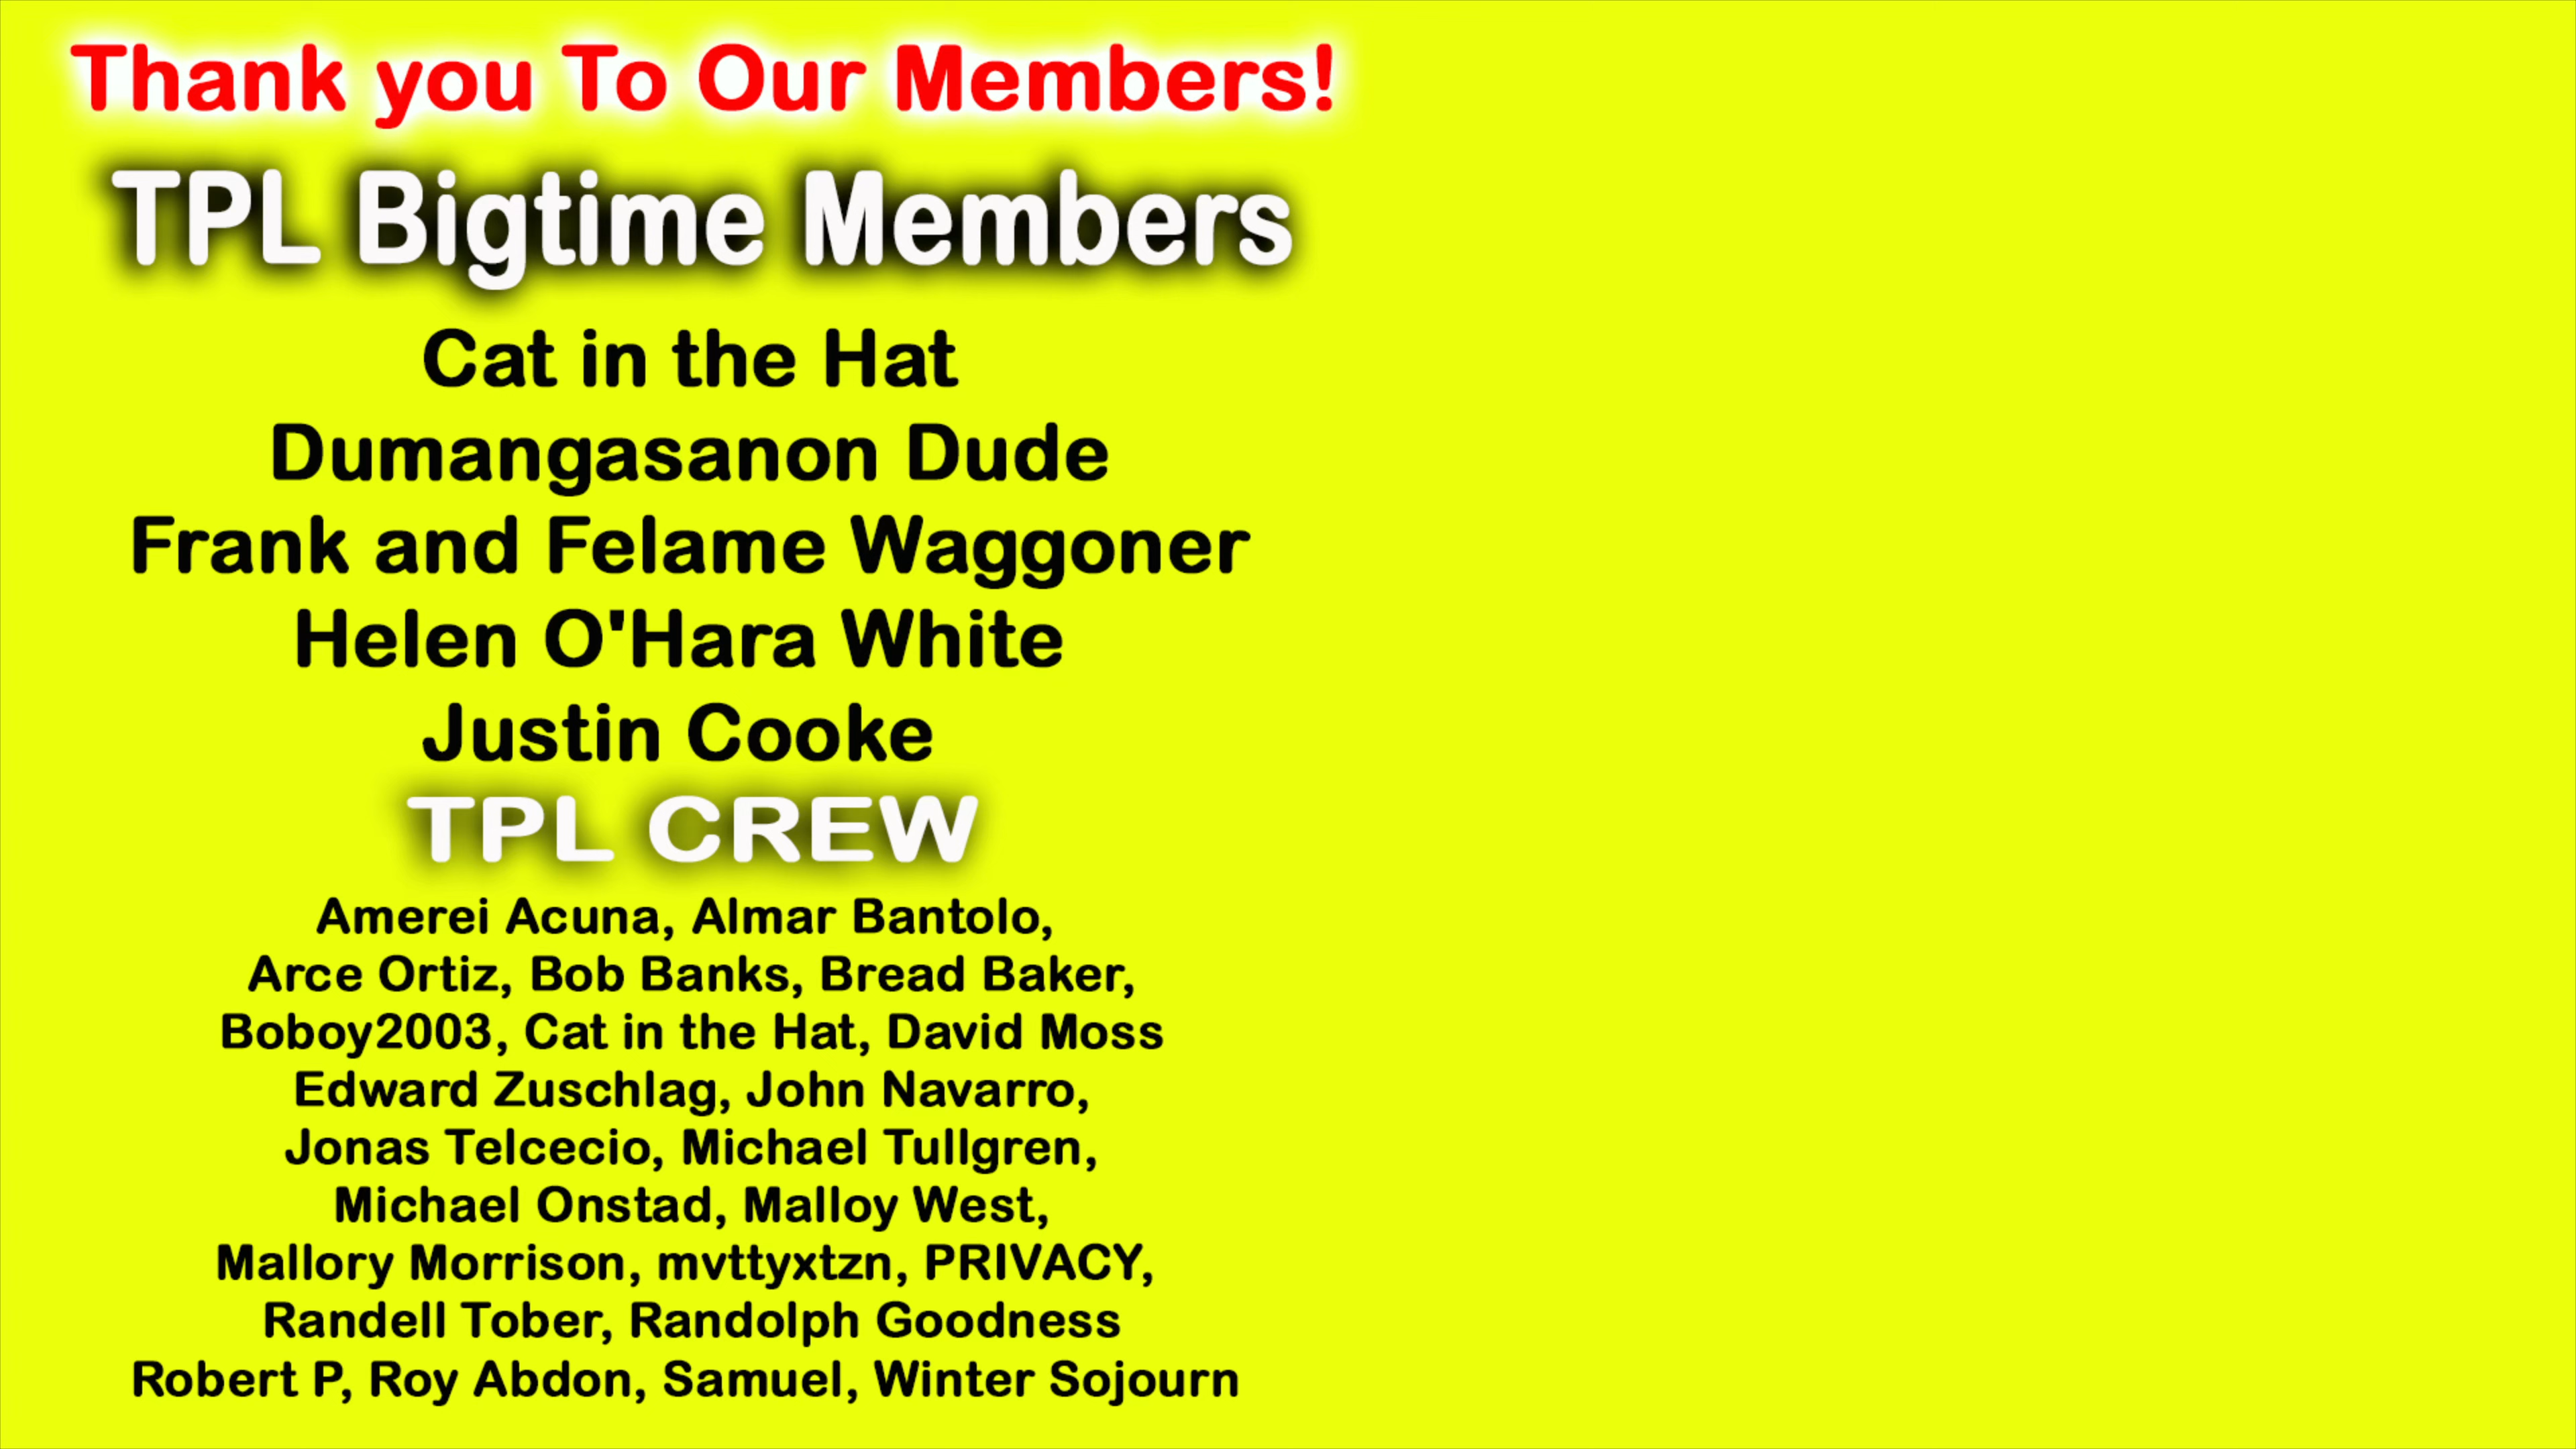 Thank you To Our Members!
TPL Bigtime Members
Cat in the Hat
Dumangasanon Dude
Frank and Felame Waggoner
Helen O'Hara White
Justin Cooke
TPL CREW
Amerei Acuna, Almar Bantolo,
Arce Ortiz, Bob Banks, Bread Baker,
Boboy2003, Cat in the Hat, David Moss
Edward Zuschlag, John Navarro,
Jonas Telcecio, Michael Tullgren,
Michael Onstad, Malloy West,
Mallory Morrison, mvttyxtzn, PRIVACY,
Randell Tober, Randolph Goodness
Robert P, Roy Abdon, Samuel, Winter Sojourn